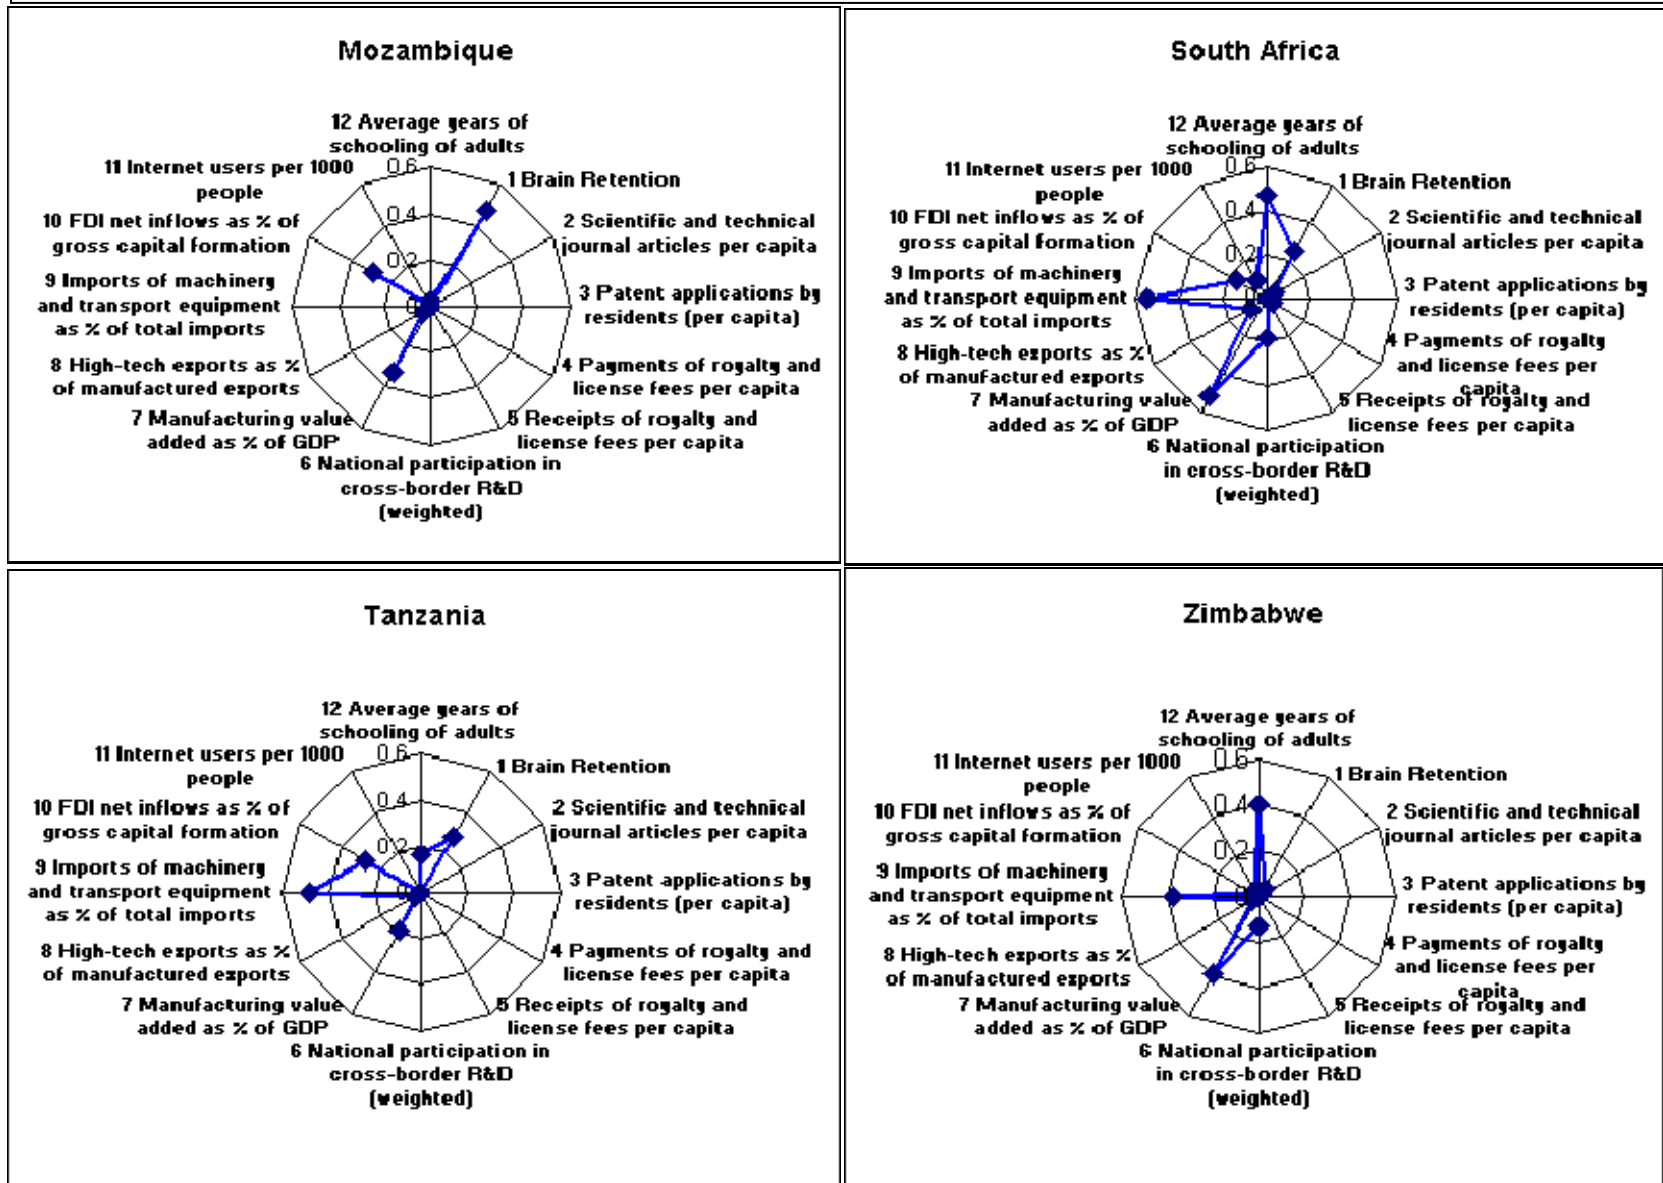 Mozambique
12 Average years of
schooling of adults
0.6
11 Internet users per 1000
people
1 Brain Retention
10 FDI net inflows as % of
gross capital formation
0.4
2 Scientific and technical
journal articles per capita
0.2
9 Imports of machinery
and transport equipment
as % of total imports
0
3 Patent applications by
residents (per capita)
8 High-tech exports as %
of manufactured exports
4 Payments of royalty and
license fees per capita
7 Manufacturing value
added as % of GDP
5 Receipts of royalty and
license fees per capita
6 National participation in
cross-border R&D
(weighted)
South Africa
12 Average years of
schooling of adults
0.6
11 Internet users per 1000
people
1 Brain Retention
10 FDI net inflows as % of
gross capital formation
0.4
2 Scientific and technical
journal articles per capita
0.2
9 Imports of machinery
and transport equipment
as % of total imports
3 Patent applications by
residents (per capita)
8 High-tech exports as %
of manufactured exports
4 Payments of royalty
and license fees per
capita
7 Manufacturing value
added as % of GDP
5 Receipts of royalty and
license fees per capita
6 National participation
in cross-border R&D
(weighted)
Tanzania
12 Average years of
schooling of adults
0.6
11 Internet users per 1000
people
1 Brain Retention
10 FDI net inflows as % of
gross capital formation
0.4
2 Scientific and technical
journal articles per capita
0.2
9 Imports of machinery
and transport equipment
as % of total imports
0
3 Patent applications by
residents (per capita)
8 High-tech exports as %
of manufactured exports
4 Payments of royalty and
license fees per capita
7 Manufacturing value
added as % of GDP
5 Receipts of royalty and
license fees per capita
6 National participation in
cross-border R&D
(weighted)
Zimbabwe
12 Average years of
schooling of adults
0.6
11 Internet users per 1000
people
1 Brain Retention
10 FDI net inflows as % of
gross capital formation
0.4
2 Scientific and technical
journal articles per capita
0.2
9 Imports of machinery
and transport equipment
as % of total imports
3 Patent applications by
residents (per capita)
8 High-tech exports as %
of manufactured exports
4 Payments of royalty
and license fees per
capita
7 Manufacturing value
added as % of GDP
5 Receipts of royalty and
license fees per capita
6 National participation
in cross-border R&D
(weighted)